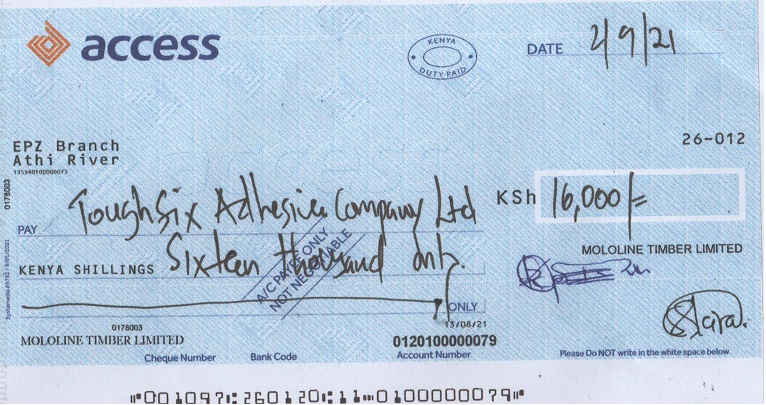 access
KENYA
DUTY PAID
DATE 2/9/21
EPZ Branch
Athi River
135940100000079
26-012
0178003
PAY ToughSix Adhesives Company Ltd
KSh 16,000/=
KENYA SHILLINGS Sixteen thousand only.
A/C PAYEE ONLY
NOT NEGOTIABLE
MOLOLINE TIMBER LIMITED
ONLY
0178003
13/08/21
MOLOLINE TIMBER LIMITED
0120100000079
Cheque Number Bank Code Account Number
Please Do NOT write in the white space below
⑈001097⑆260120⑆11⑈0100000079⑈